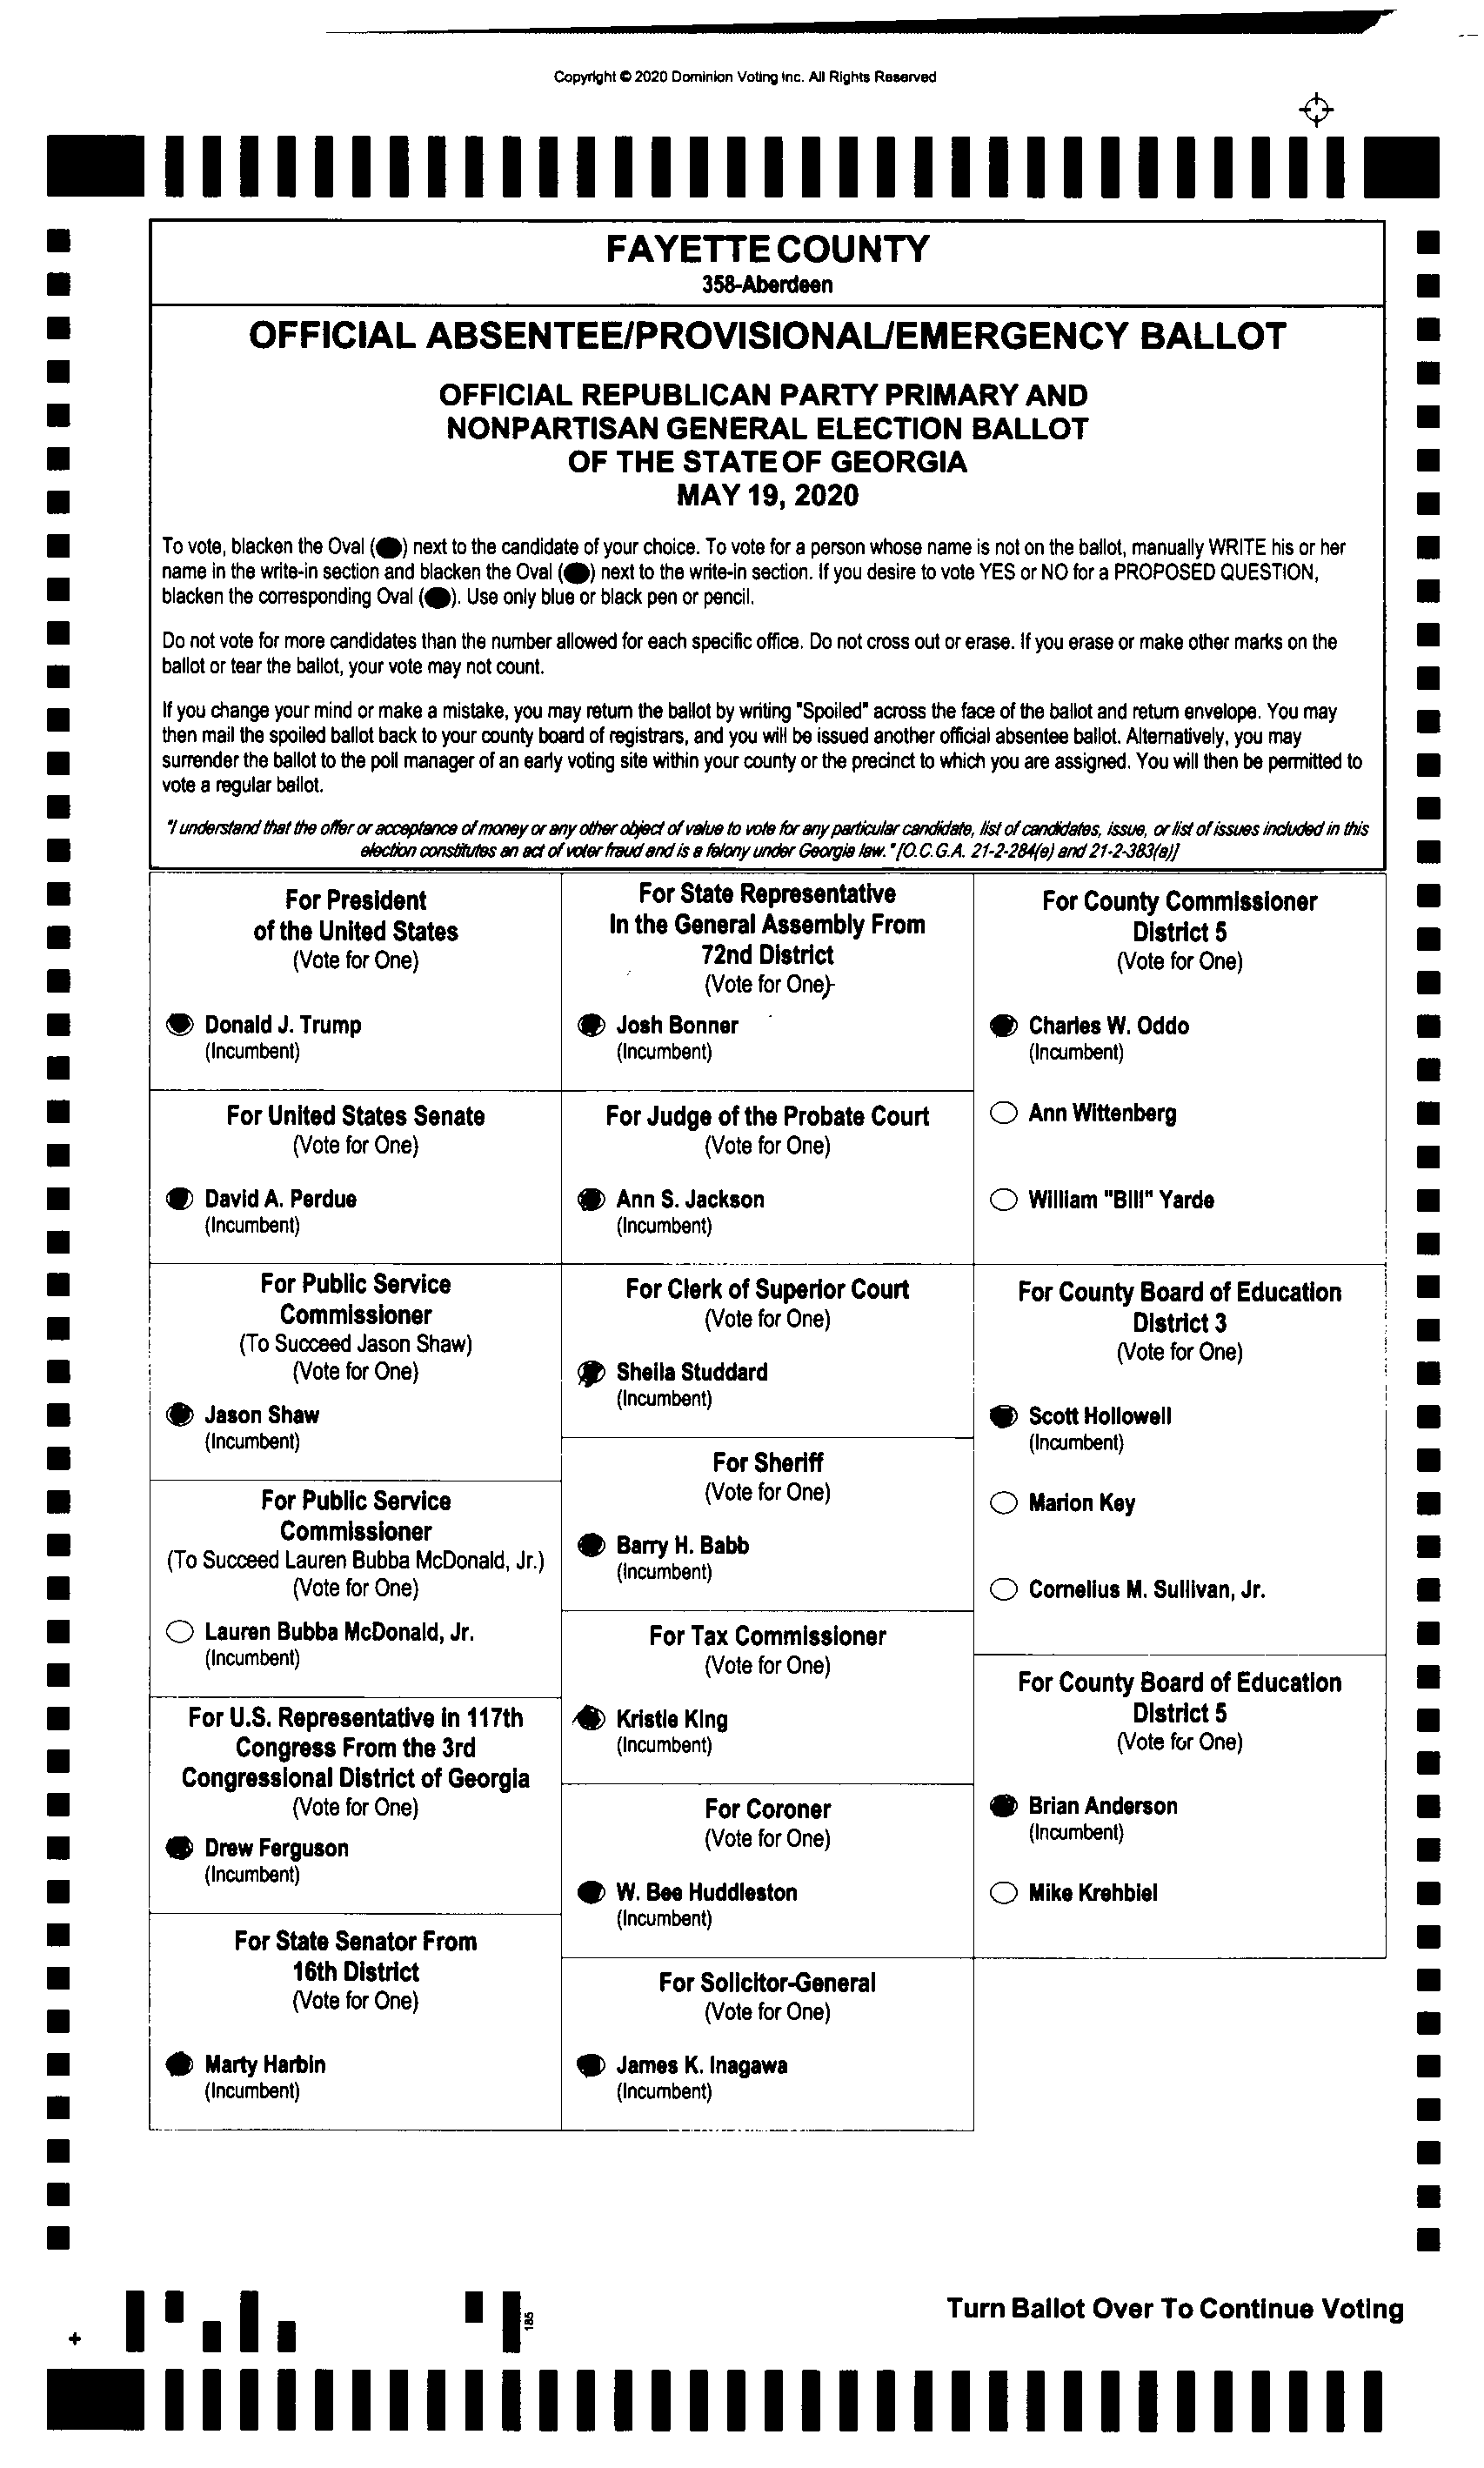 Copyright © 2020 Dominion Voting Inc. All Rights Reserved
FAYETTE COUNTY
358-Aberdeen
OFFICIAL ABSENTEE/PROVISIONAL/EMERGENCY BALLOT
OFFICIAL REPUBLICAN PARTY PRIMARY AND
NONPARTISAN GENERAL ELECTION BALLOT
OF THE STATE OF GEORGIA
MAY 19, 2020
To vote, blacken the Oval () next to the candidate of your choice. To vote for a person whose name is not on the ballot, manually WRITE his or her
name in the write-in section and blacken the Oval () next to the write-in section. If you desire to vote YES or NO for a PROPOSED QUESTION,
blacken the corresponding Oval (). Use only blue or black pen or pencil.
Do not vote for more candidates than the number allowed for each specific office. Do not cross out or erase. If you erase or make other marks on the
ballot or tear the ballot, your vote may not count.
If you change your mind or make a mistake, you may return the ballot by writing "Spoiled" across the face of the ballot and return envelope. You may
then mail the spoiled ballot back to your county board of registrars, and you will be issued another official absentee ballot. Alternatively, you may
surrender the ballot to the poll manager of an early voting site within your county or the precinct to which you are assigned. You will then be permitted to
vote a regular ballot.
"I understand that the offer or acceptance of money or any other object of value to vote for any particular candidate, list of candidates, issue, or list of issues included in this
election constitutes an act of voter fraud and is a felony under Georgia law." [O.C.G.A. 21-2-284(e) and 21-2-383(a)]
For President
of the United States
(Vote for One)
Donald J. Trump
(Incumbent)
For United States Senate
(Vote for One)
David A. Perdue
(Incumbent)
For Public Service
Commissioner
(To Succeed Jason Shaw)
(Vote for One)
Jason Shaw
(Incumbent)
For Public Service
Commissioner
(To Succeed Lauren Bubba McDonald, Jr.)
(Vote for One)
Lauren Bubba McDonald, Jr.
(Incumbent)
For U.S. Representative in 117th
Congress From the 3rd
Congressional District of Georgia
(Vote for One)
Drew Ferguson
(Incumbent)
For State Senator From
16th District
(Vote for One)
Marty Harbin
(Incumbent)
For State Representative
In the General Assembly From
72nd District
(Vote for One)
Josh Bonner
(Incumbent)
For Judge of the Probate Court
(Vote for One)
Ann S. Jackson
(Incumbent)
For Clerk of Superior Court
(Vote for One)
Sheila Studdard
(Incumbent)
For Sheriff
(Vote for One)
Barry H. Babb
(Incumbent)
For Tax Commissioner
(Vote for One)
Kristie King
(Incumbent)
For Coroner
(Vote for One)
W. Bee Huddleston
(Incumbent)
For Solicitor-General
(Vote for One)
James K. Inagawa
(Incumbent)
For County Commissioner
District 5
(Vote for One)
Charles W. Oddo
(Incumbent)
Ann Wittenberg
William "Bill" Yarde
For County Board of Education
District 3
(Vote for One)
Scott Hollowell
(Incumbent)
Marion Key
Cornelius M. Sullivan, Jr.
For County Board of Education
District 5
(Vote for One)
Brian Anderson
(Incumbent)
Mike Krehbiel
185
Turn Ballot Over To Continue Voting